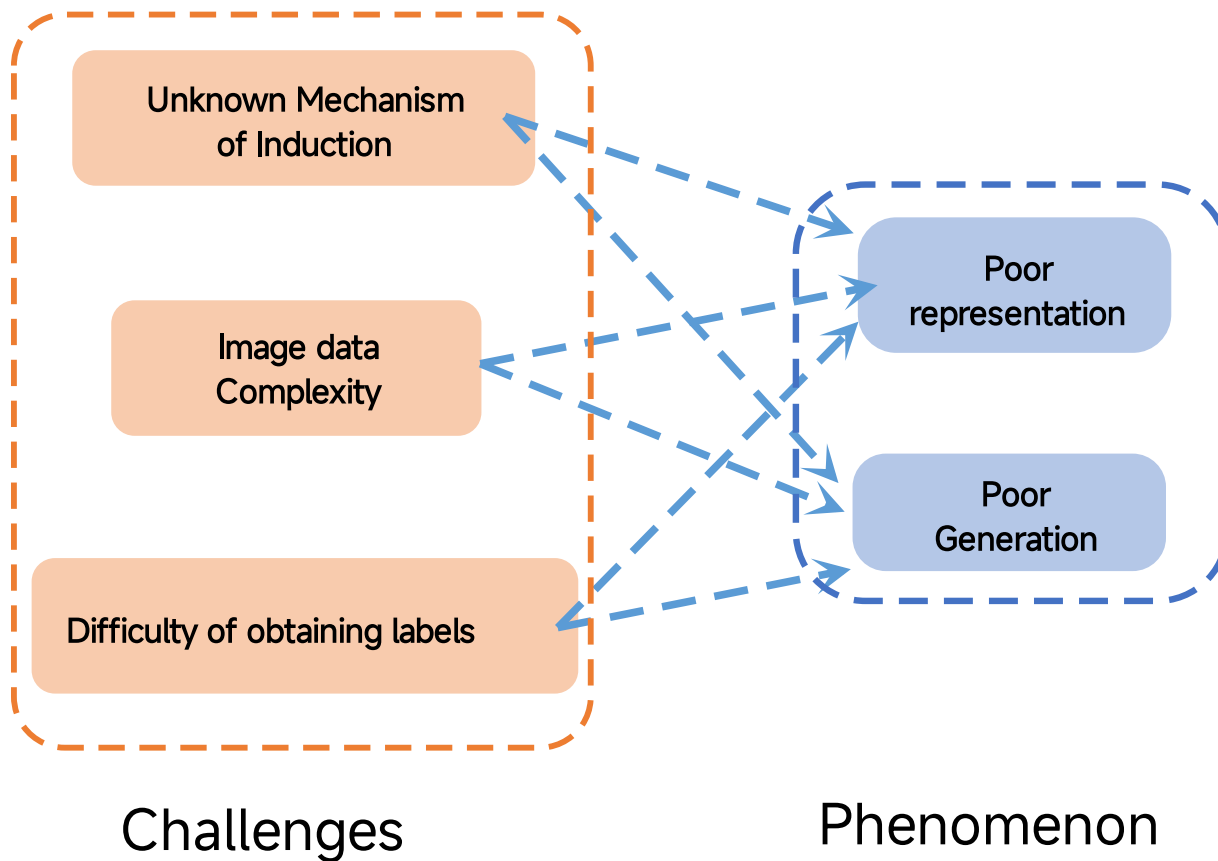 Unknown Mechanism
of Induction
Image data
Complexity
Difficulty of obtaining labels
Poor
representation
Poor
Generation
Challenges
Phenomenon